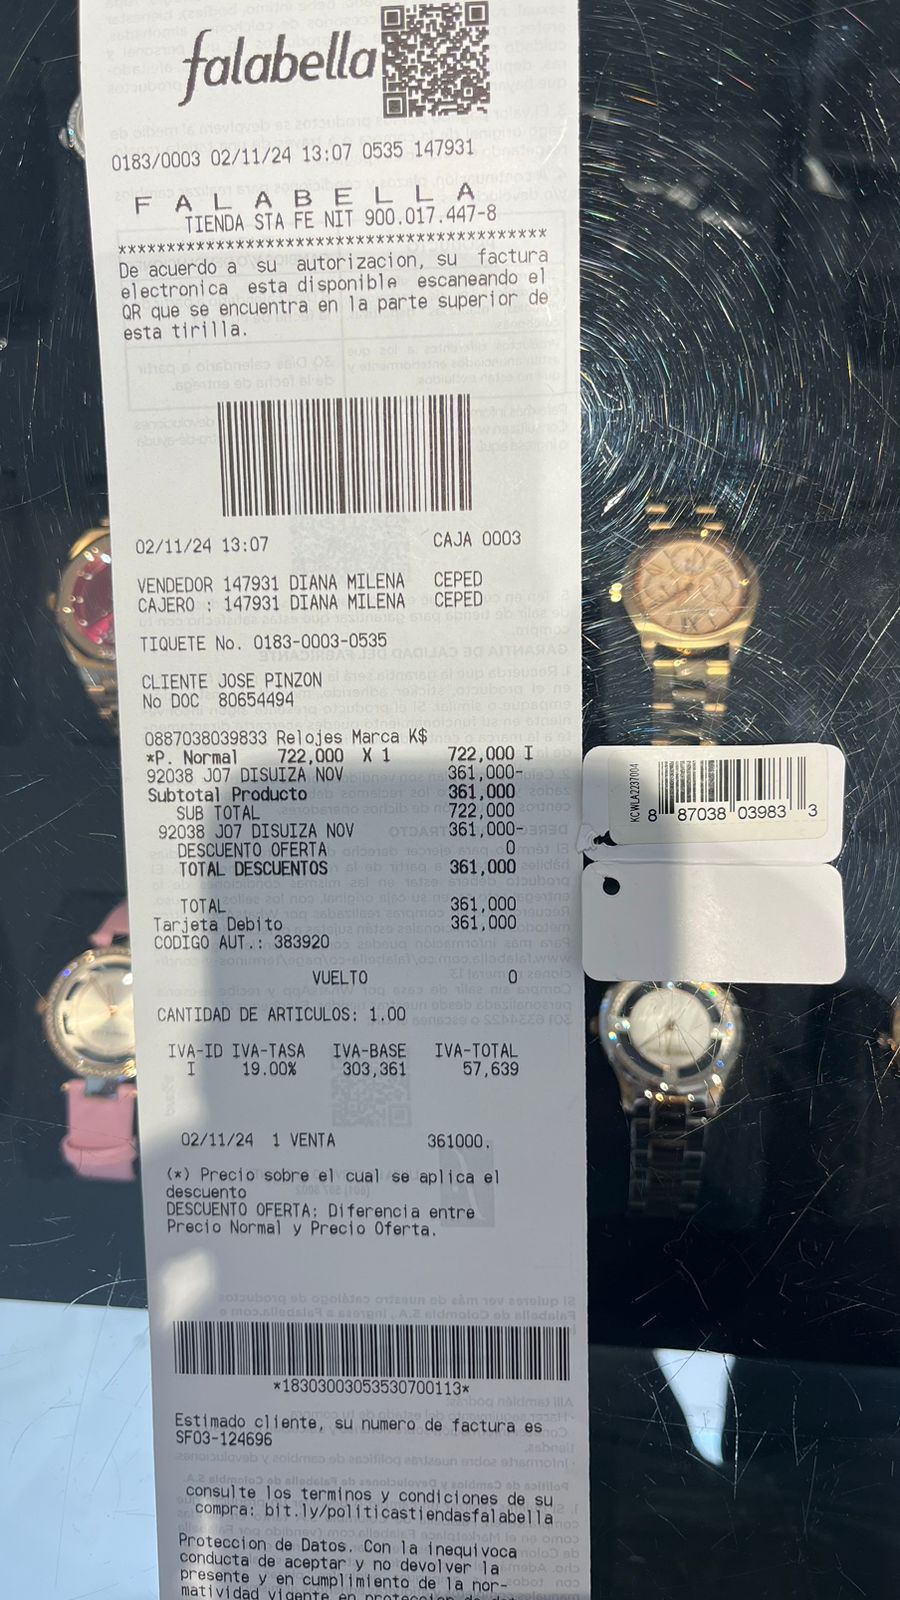 falabella
0183/0003 02/11/24 13:07 0535 147931
F A L A B E L L A
TIENDA STA FE NIT 900.017.447-8
******************************************
De acuerdo a su autorizacion, su factura
electronica esta disponible escaneando el
QR que se encuentra en la parte superior de
esta tirilla.
02/11/24 13:07 CAJA 0003
VENDEDOR 147931 DIANA MILENA CEPED
CAJERO : 147931 DIANA MILENA CEPED
TIQUETE No. 0183-0003-0535
CLIENTE JOSE PINZON
No DOC 80654494
0887038039833 Relojes Marca K$
*P. Normal 722,000 X 1 722,000 I
92038 J07 DISUIZA NOV 361,000-
Subtotal Producto 361,000
SUB TOTAL 722,000
92038 J07 DISUIZA NOV 361,000-
DESCUENTO OFERTA 0
TOTAL DESCUENTOS 361,000
TOTAL 361,000
Tarjeta Debito 361,000
CODIGO AUT.: 383920
VUELTO 0
CANTIDAD DE ARTICULOS: 1.00
IVA-ID IVA-TASA IVA-BASE IVA-TOTAL
I 19.00% 303,361 57,639
02/11/24 1 VENTA 361000.
(*) Precio sobre el cual se aplica el
descuento
DESCUENTO OFERTA: Diferencia entre
Precio Normal y Precio Oferta.
*18303003053530700113*
Estimado cliente, su numero de factura es
SF03-124696
consulte los terminos y condiciones de su
compra: bit.ly/politicastiendasfalabella
Proteccion de Datos. Con la inequivoca
conducta de aceptar y no devolver la
presente y en cumplimiento de la nor-
matividad vigente en proteccion de
KCWLA2237004
8 87038 03983 3